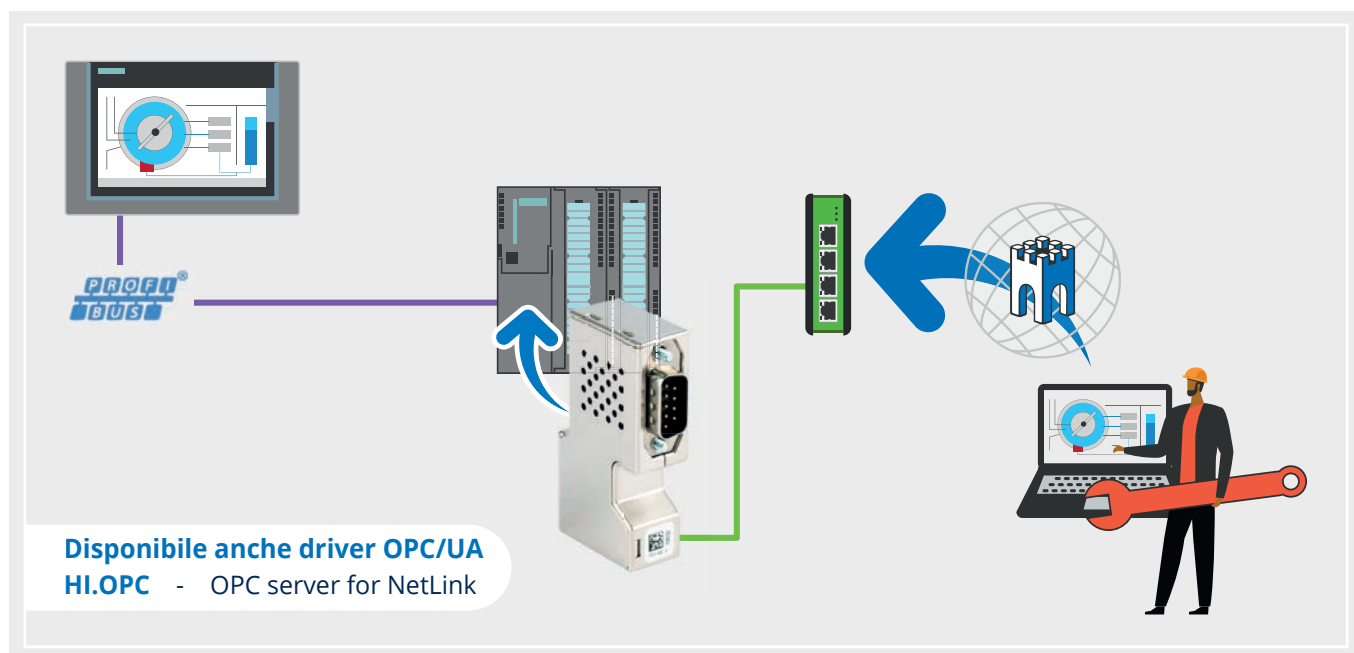 PROFI®
BUS
Disponibile anche driver OPC/UA
HI.OPC - OPC server for NetLink